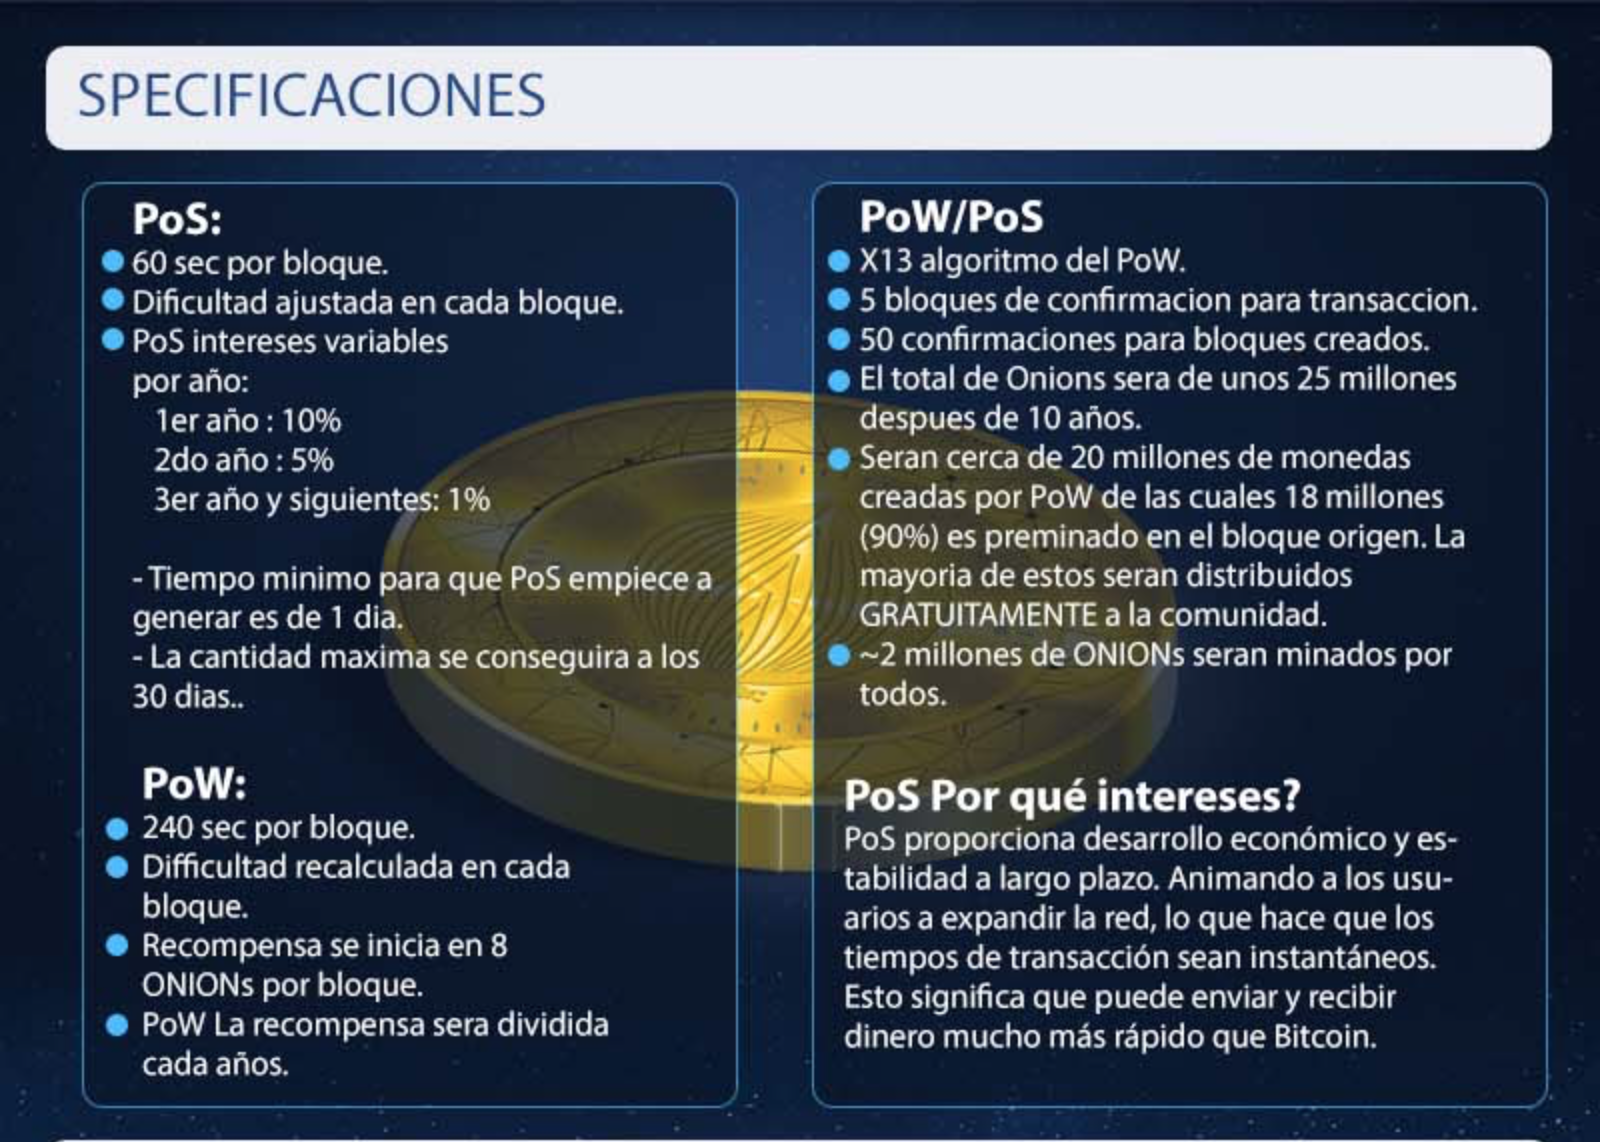 SPECIFICACIONES
PoS:
60 sec por bloque.
Dificultad ajustada en cada bloque.
PoS intereses variables
por año:
1er año : 10%
2do año : 5%
3er año y siguientes: 1%
- Tiempo minimo para que PoS empiece a
generar es de 1 dia.
- La cantidad maxima se conseguira a los
30 dias..
PoW:
240 sec por bloque.
Difficultad recalculada en cada
bloque.
Recompensa se inicia en 8
ONIONs por bloque.
PoW La recompensa sera dividida
cada años.
PoW/PoS
X13 algoritmo del PoW.
5 bloques de confirmacion para transaccion.
50 confirmaciones para bloques creados.
El total de Onions sera de unos 25 millones
despues de 10 años.
Seran cerca de 20 millones de monedas
creadas por PoW de las cuales 18 millones
(90%) es preminado en el bloque origen. La
mayoria de estos seran distribuidos
GRATUITAMENTE a la comunidad.
~2 millones de ONIONs seran minados por
todos.
PoS Por qué intereses?
PoS proporciona desarrollo económico y es-
tabilidad a largo plazo. Animando a los usu-
arios a expandir la red, lo que hace que los
tiempos de transacción sean instantáneos.
Esto significa que puede enviar y recibir
dinero mucho más rápido que Bitcoin.